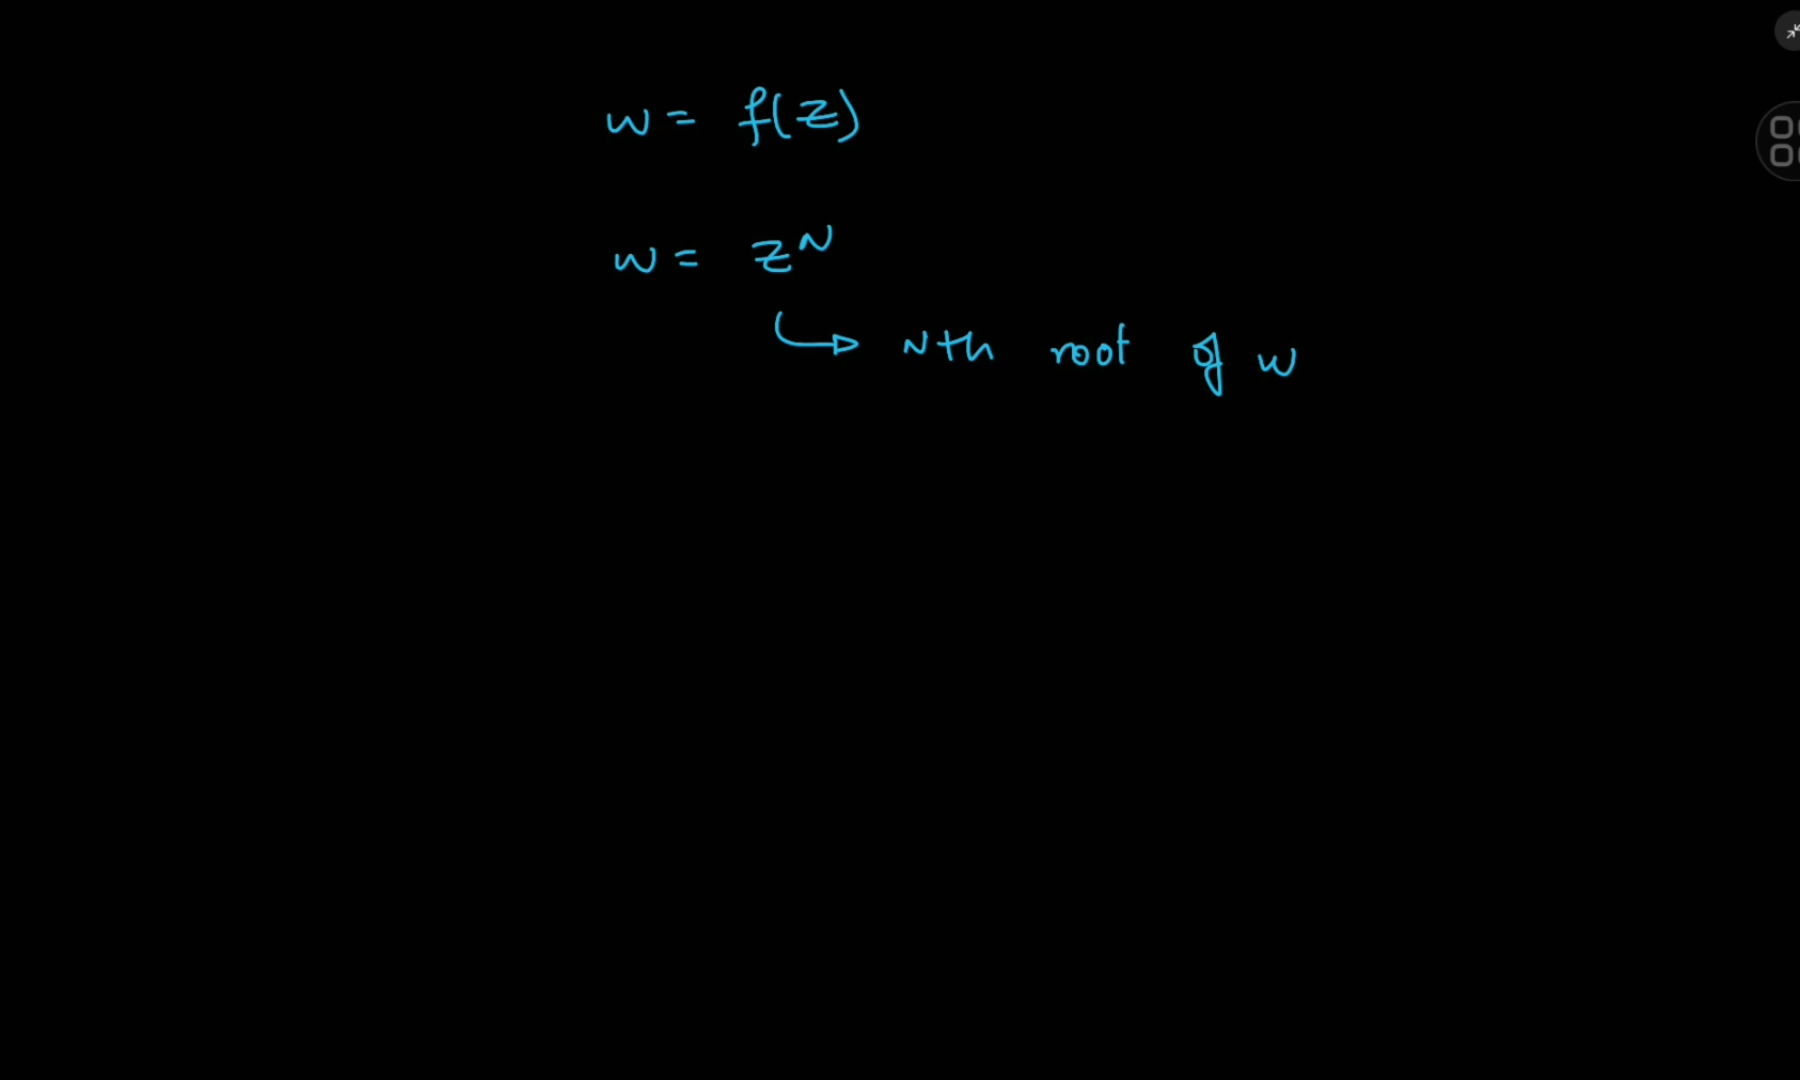 w = f(z)
w = z^N
↳ Nth root of w